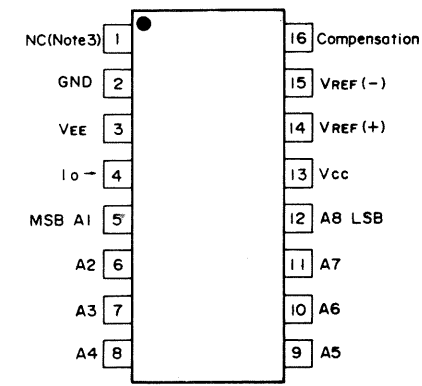 NC(Note3) 1 16 Compensation
GND 2 15 VREF(-)
VEE 3 14 VREF(+)
Io→ 4 13 Vcc
MSB A1 5 12 A8 LSB
A2 6 11 A7
A3 7 10 A6
A4 8 9 A5